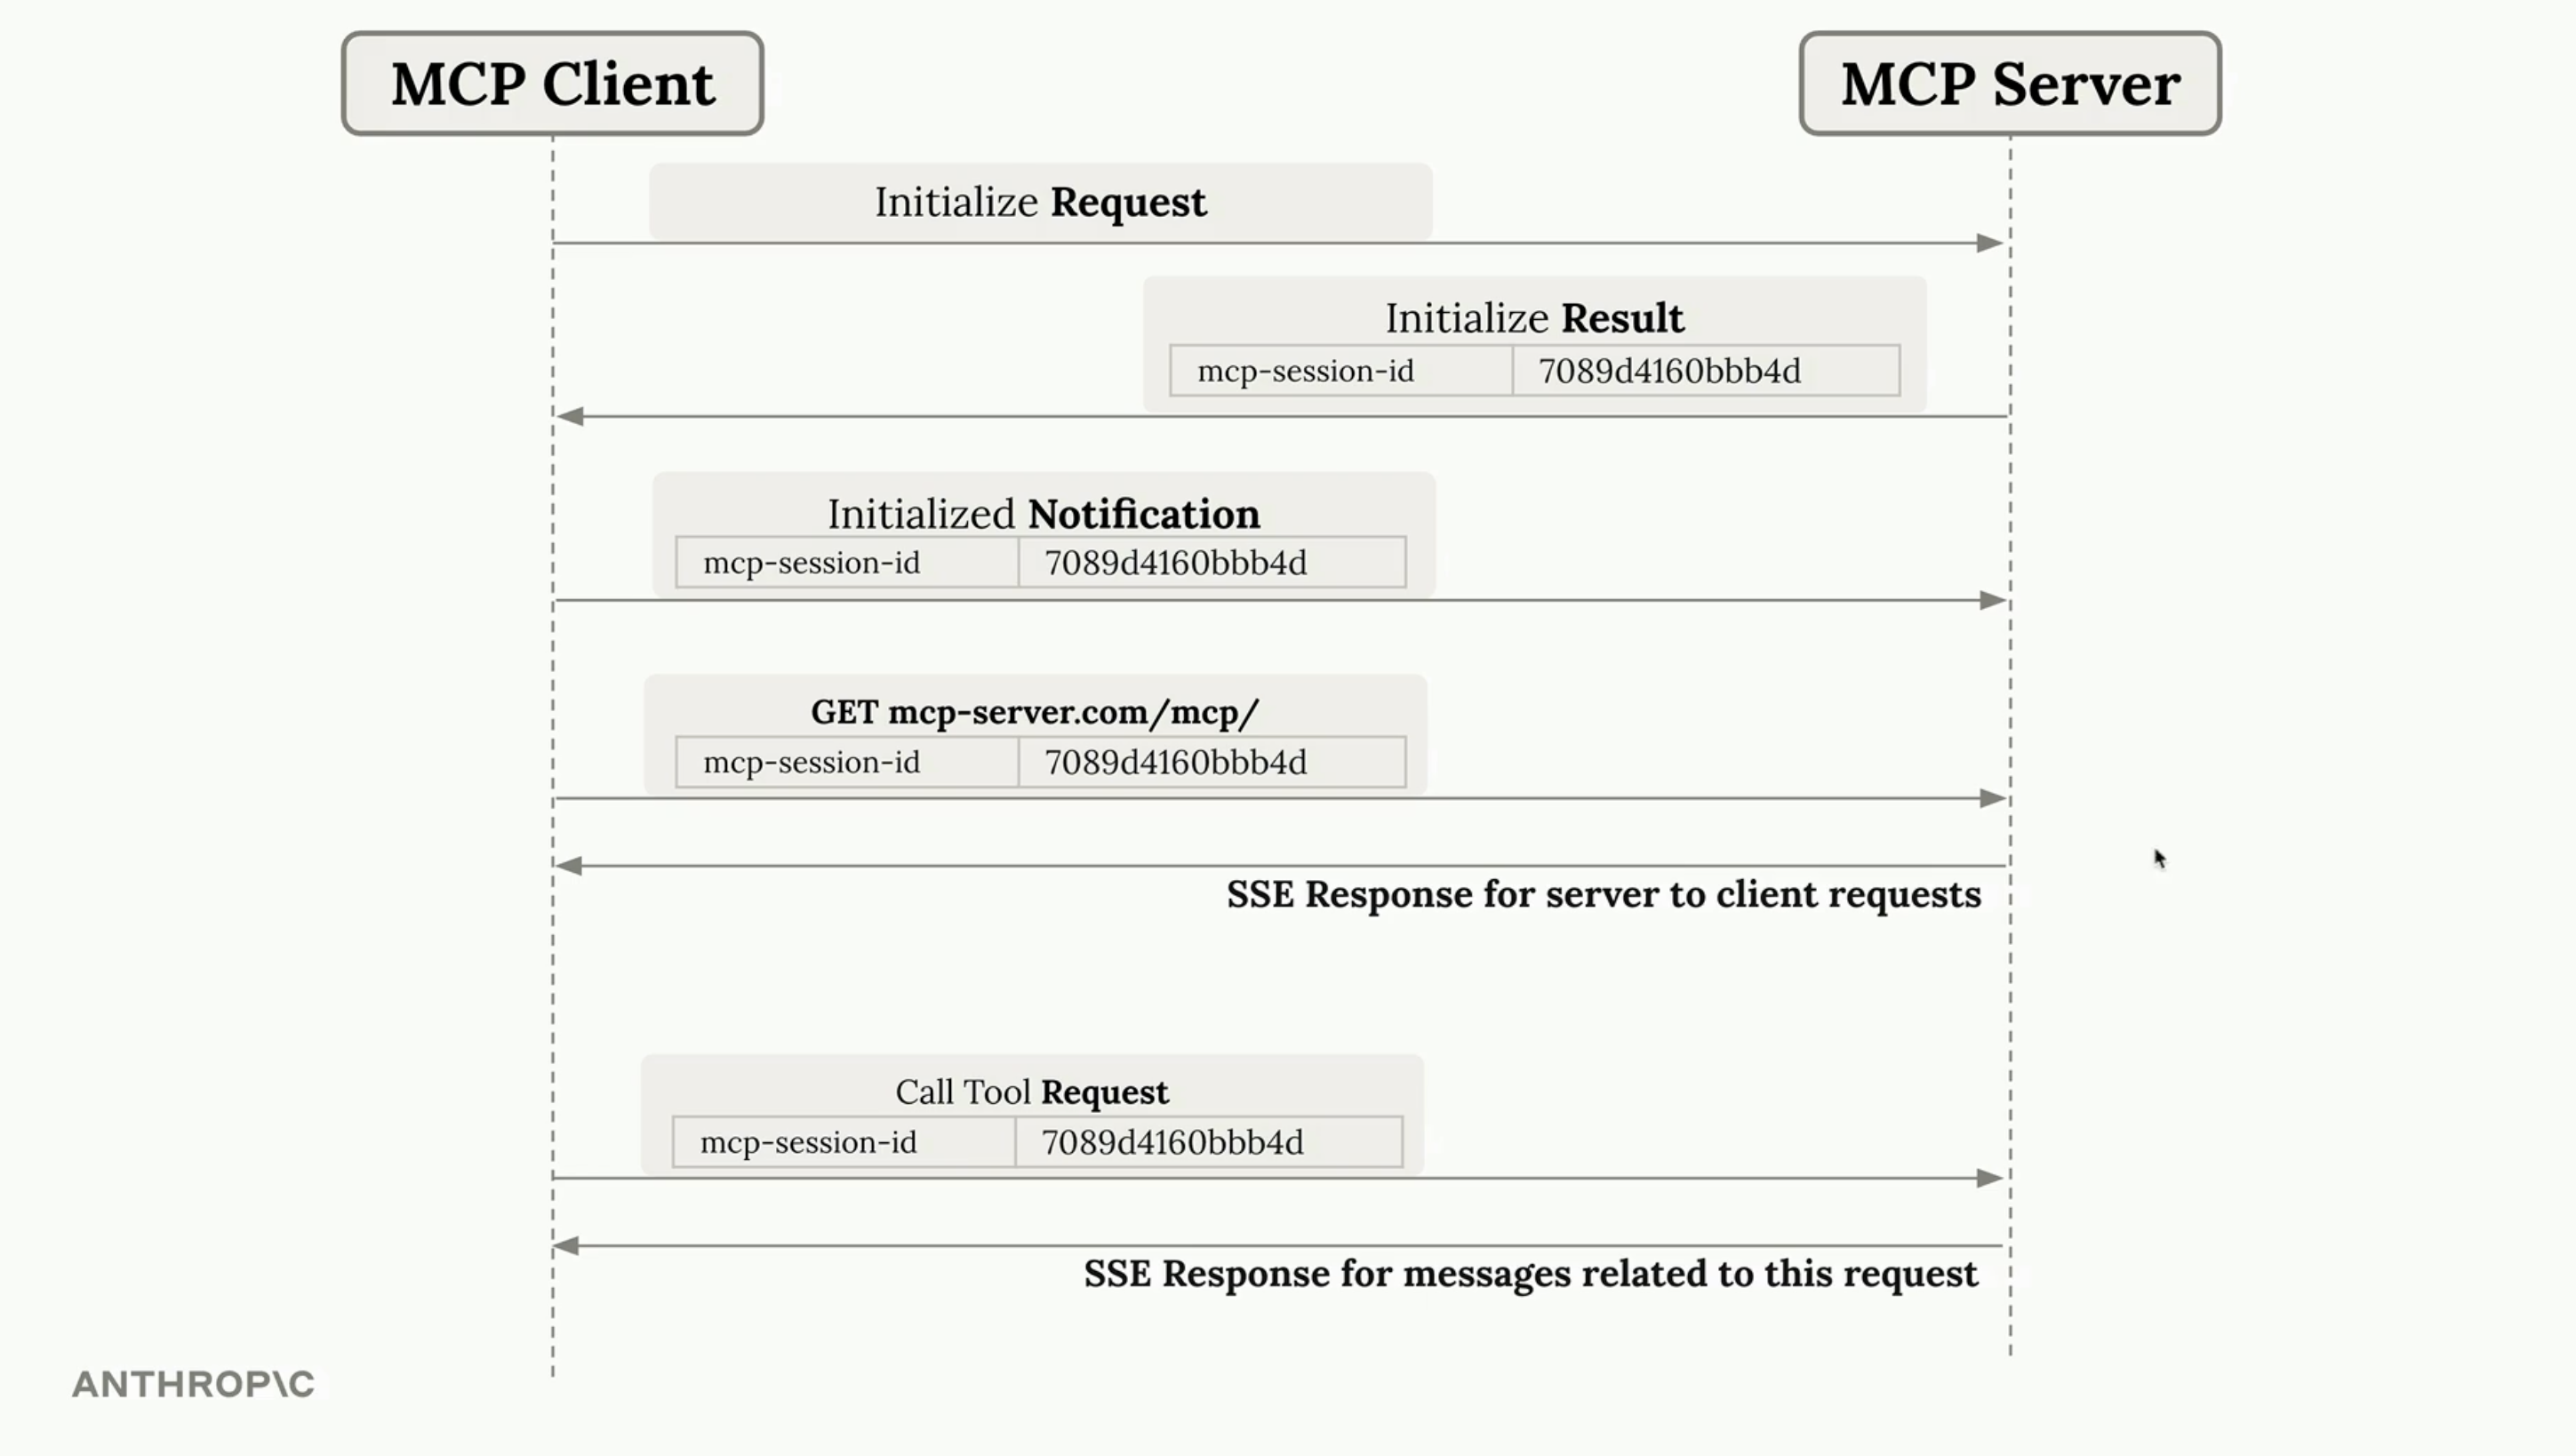 MCP Client
MCP Server
Initialize Request
Initialize Result
mcp-session-id 7089d4160bbb4d
Initialized Notification
mcp-session-id 7089d4160bbb4d
GET mcp-server.com/mcp/
mcp-session-id 7089d4160bbb4d
SSE Response for server to client requests
Call Tool Request
mcp-session-id 7089d4160bbb4d
SSE Response for messages related to this request
ANTHROP\C